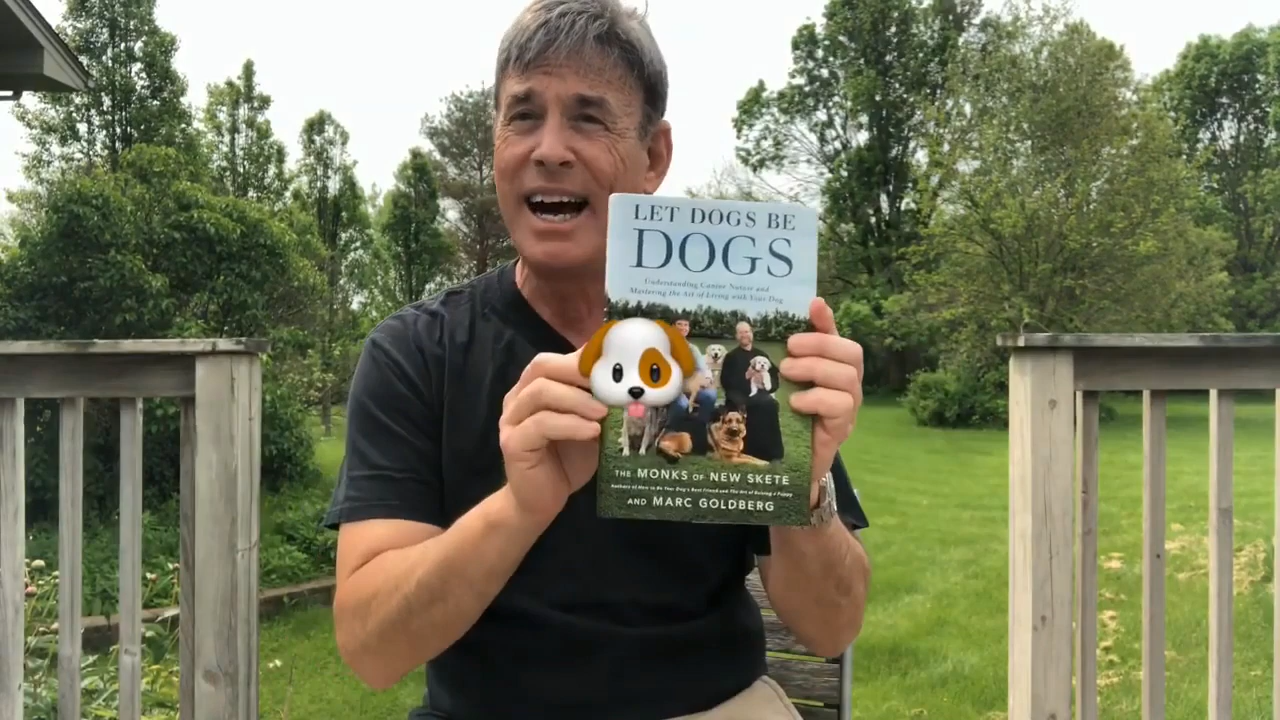 LET DOGS BE
DOGS
Understanding Canine Nature and
Mastering the Art of Living with Your Dog
THE MONKS OF NEW SKETE
Authors of How to Be Your Dog's Best Friend and The Art of Raising a Puppy
AND MARC GOLDBERG